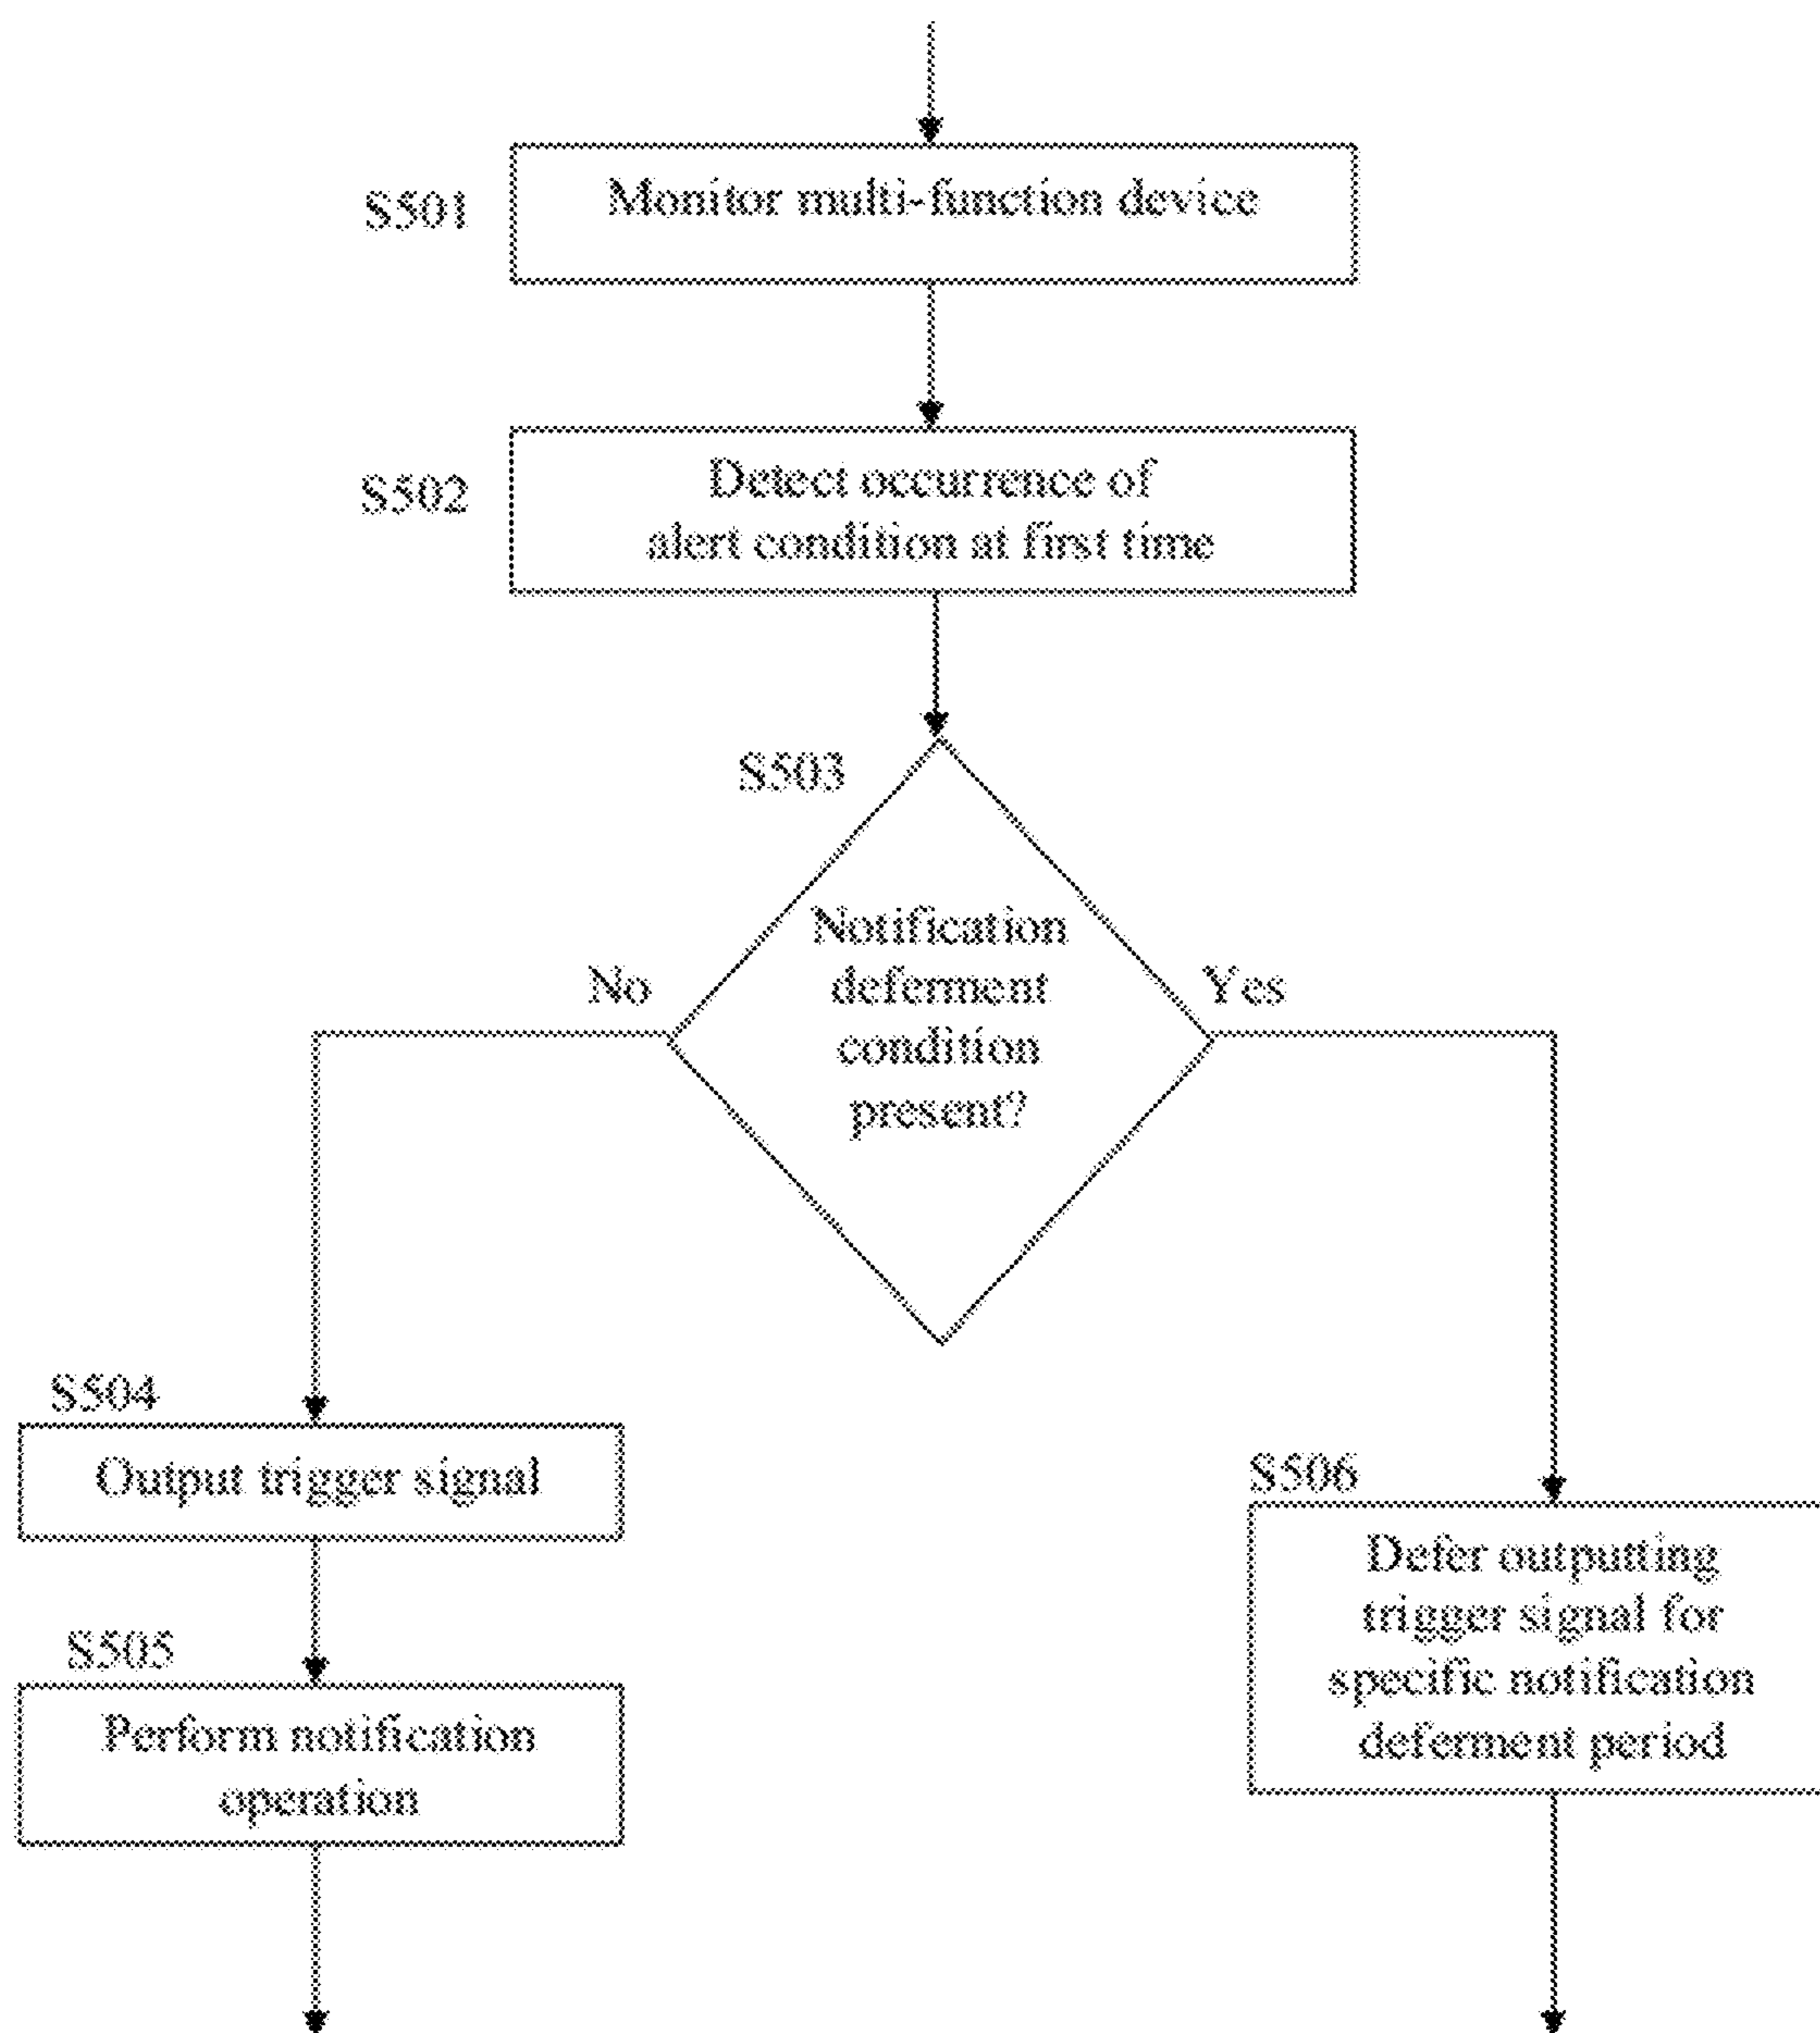 S501
Monitor multi-function device
S502
Detect occurrence of
alert condition at first time
S503
Notification
deferment
condition
present?
No
Yes
S504
Output trigger signal
S505
Perform notification
operation
S506
Defer outputting
trigger signal for
specific notification
deferment period